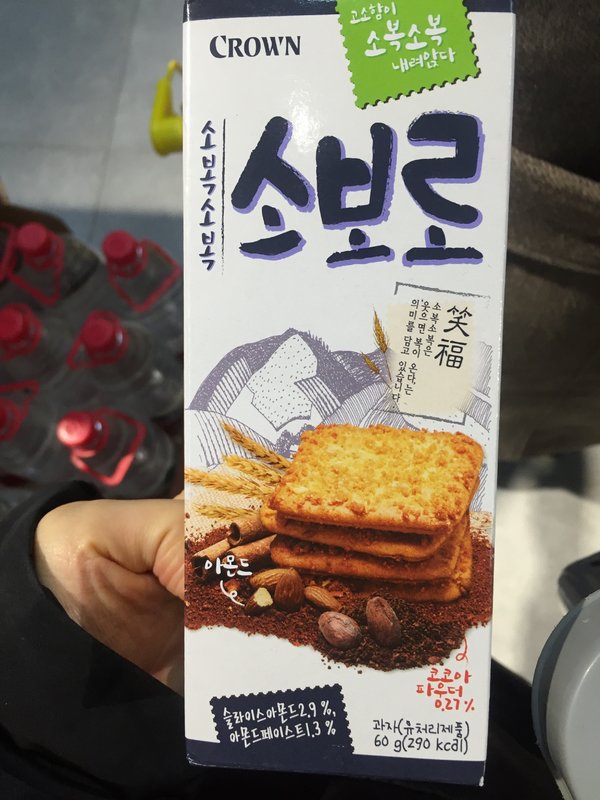 CROWN
고소함이
소복소복
내려앉다
소복소복
소보로
笑福
소복소복은
'웃으면 복이 온다'는
의미를 담고 있습니다.
아몬드
코코아
파우더
0.27%
슬라이스아몬드2.9%,
아몬드페이스트1.3%
과자(유처리제품)
60 g(290 kcal)